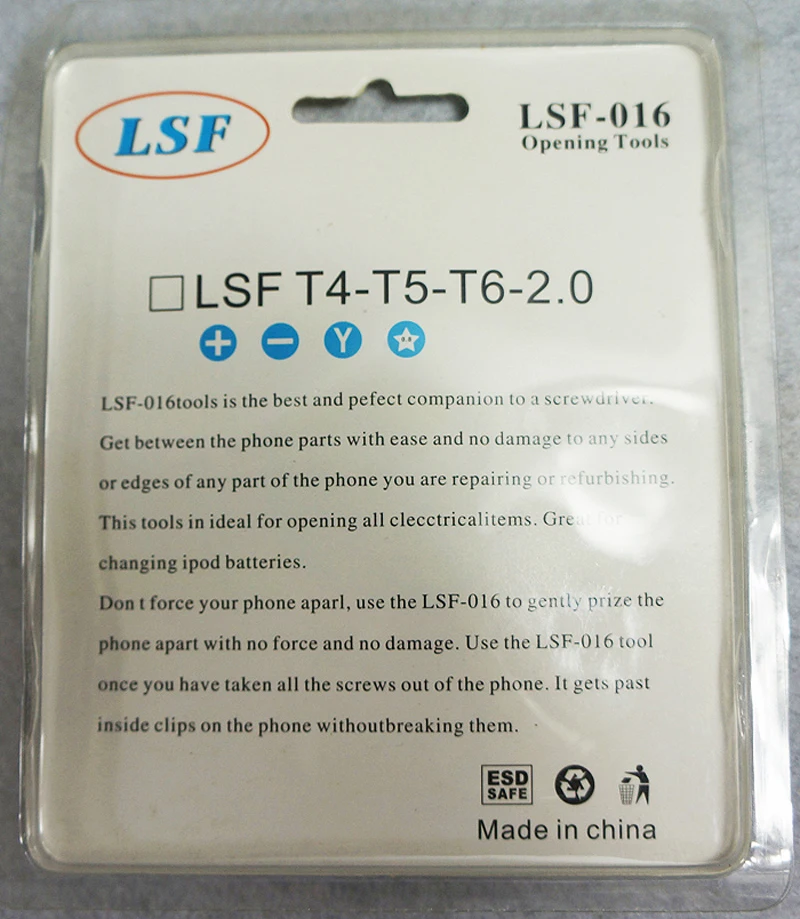 LSF
LSF-016
Opening Tools
LSF T4-T5-T6-2.0
Y
LSF-016tools is the best and pefect companion to a screwdriver.
Get between the phone parts with ease and no damage to any sides
or edges of any part of the phone you are repairing or refurbishing.
This tools in ideal for opening all clecctricalitems. Great for
changing ipod batteries.
Don t force your phone aparl, use the LSF-016 to gently prize the
phone apart with no force and no damage. Use the LSF-016 tool
once you have taken all the screws out of the phone. It gets past
inside clips on the phone withoutbreaking them.
ESD
SAFE
Made in china